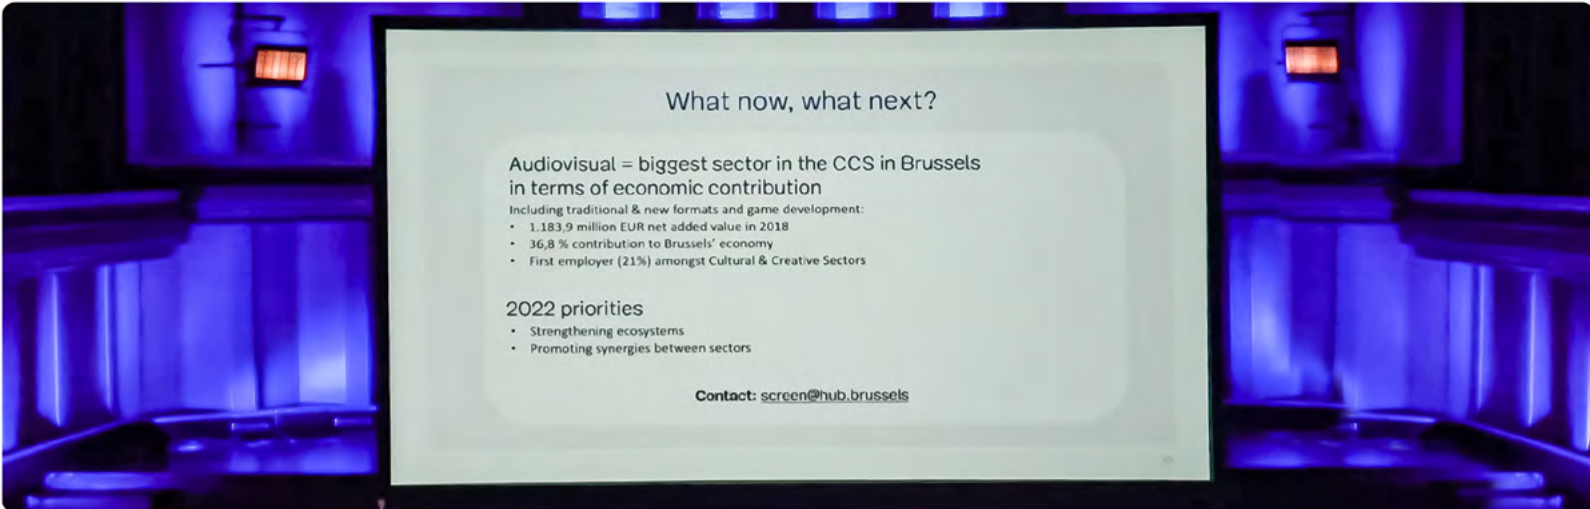 What now, what next?
Audiovisual = biggest sector in the CCS in Brussels
in terms of economic contribution
Including traditional & new formats and game development:
• 1.183,9 million EUR net added value in 2018
• 36,8 % contribution to Brussels' economy
• First employer (21%) amongst Cultural & Creative Sectors
2022 priorities
• Strengthening ecosystems
• Promoting synergies between sectors
Contact: screen@hub.brussels